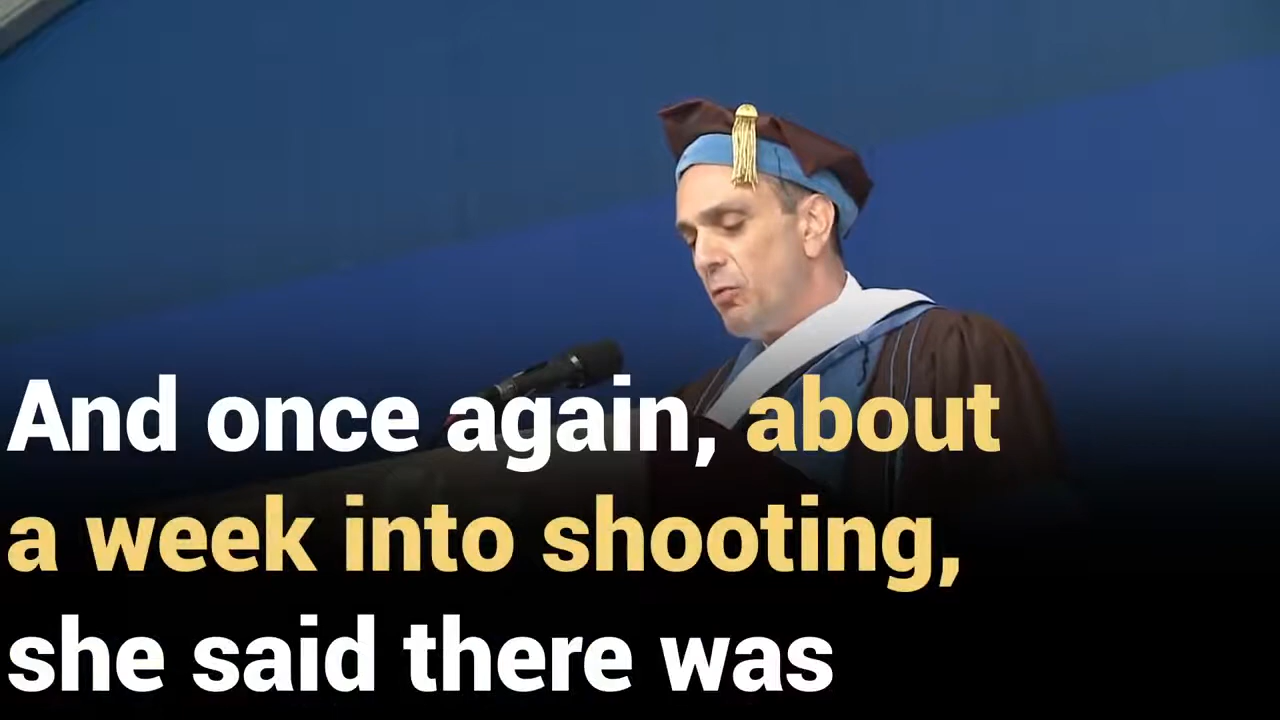 And once again, about
a week into shooting,
she said there was